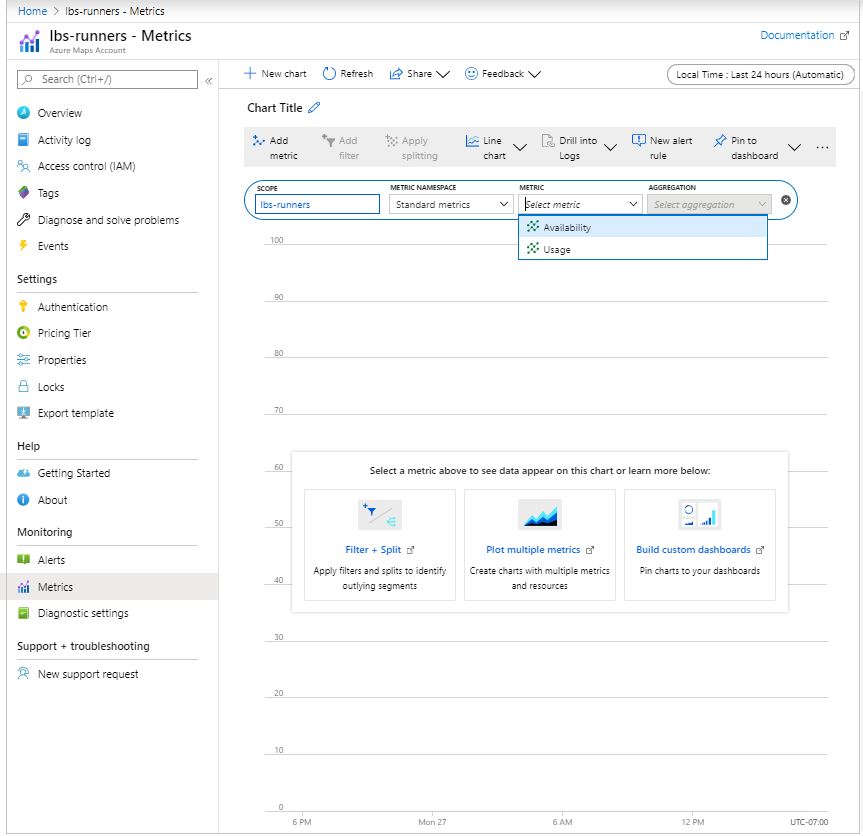 Home > lbs-runners - Metrics
lbs-runners - Metrics
Azure Maps Account
Documentation
Search (Ctrl+/)
«
Overview
Activity log
Access control (IAM)
Tags
Diagnose and solve problems
Events
Settings
Authentication
Pricing Tier
Properties
Locks
Export template
Help
Getting Started
About
Monitoring
Alerts
Metrics
Diagnostic settings
Support + troubleshooting
New support request
New chart
Refresh
Share
Feedback
Local Time : Last 24 hours (Automatic)
Chart Title
Add
metric
Add
filter
Apply
splitting
Line
chart
Drill into
Logs
New alert
rule
Pin to
dashboard
...
SCOPE
lbs-runners
METRIC NAMESPACE
Standard metrics
METRIC
Select metric
AGGREGATION
Select aggregation
Availability
Usage
100
90
80
70
60
50
40
30
20
10
0
Select a metric above to see data appear on this chart or learn more below:
Filter + Split
Apply filters and splits to identify
outlying segments
Plot multiple metrics
Create charts with multiple metrics
and resources
Build custom dashboards
Pin charts to your dashboards
6 PM
Mon 27
6 AM
12 PM
UTC-07:00